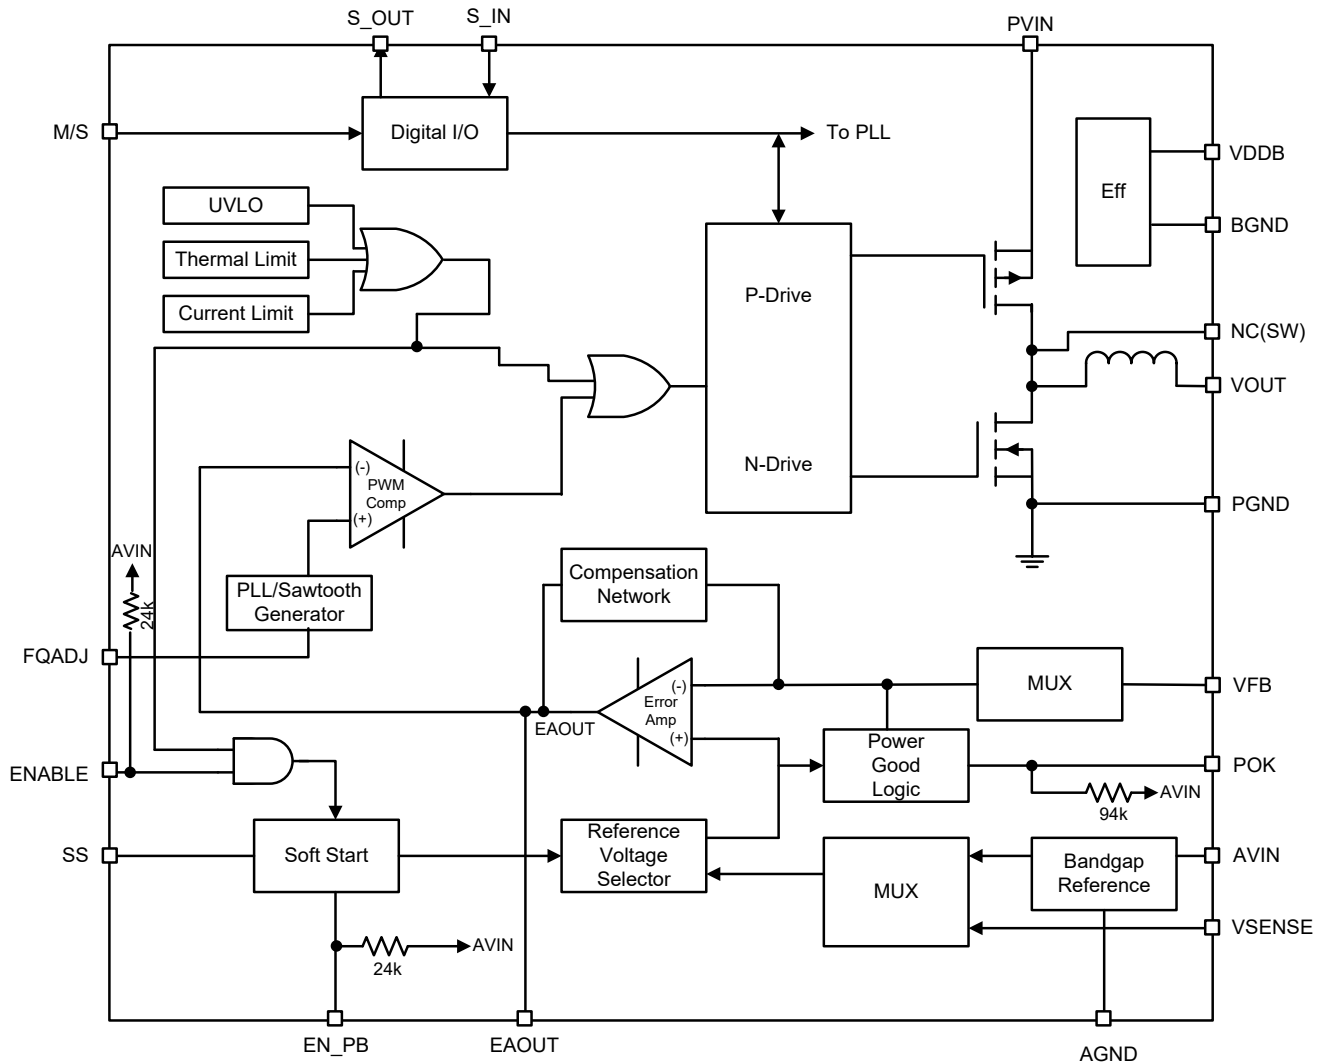 S_OUT
S_IN
PVIN
M/S
Digital I/O
To PLL
VDDB
Eff
BGND
UVLO
Thermal Limit
Current Limit
P-Drive
N-Drive
NC(SW)
VOUT
PGND
(-)
PWM
Comp
(+)
AVIN
24k
PLL/Sawtooth
Generator
FQADJ
Compensation
Network
(-)
Error
Amp
(+)
EAOUT
MUX
VFB
Power
Good
Logic
POK
94k
AVIN
ENABLE
SS
Soft Start
Reference
Voltage
Selector
MUX
Bandgap
Reference
AVIN
VSENSE
24k
AVIN
EN_PB
EAOUT
AGND